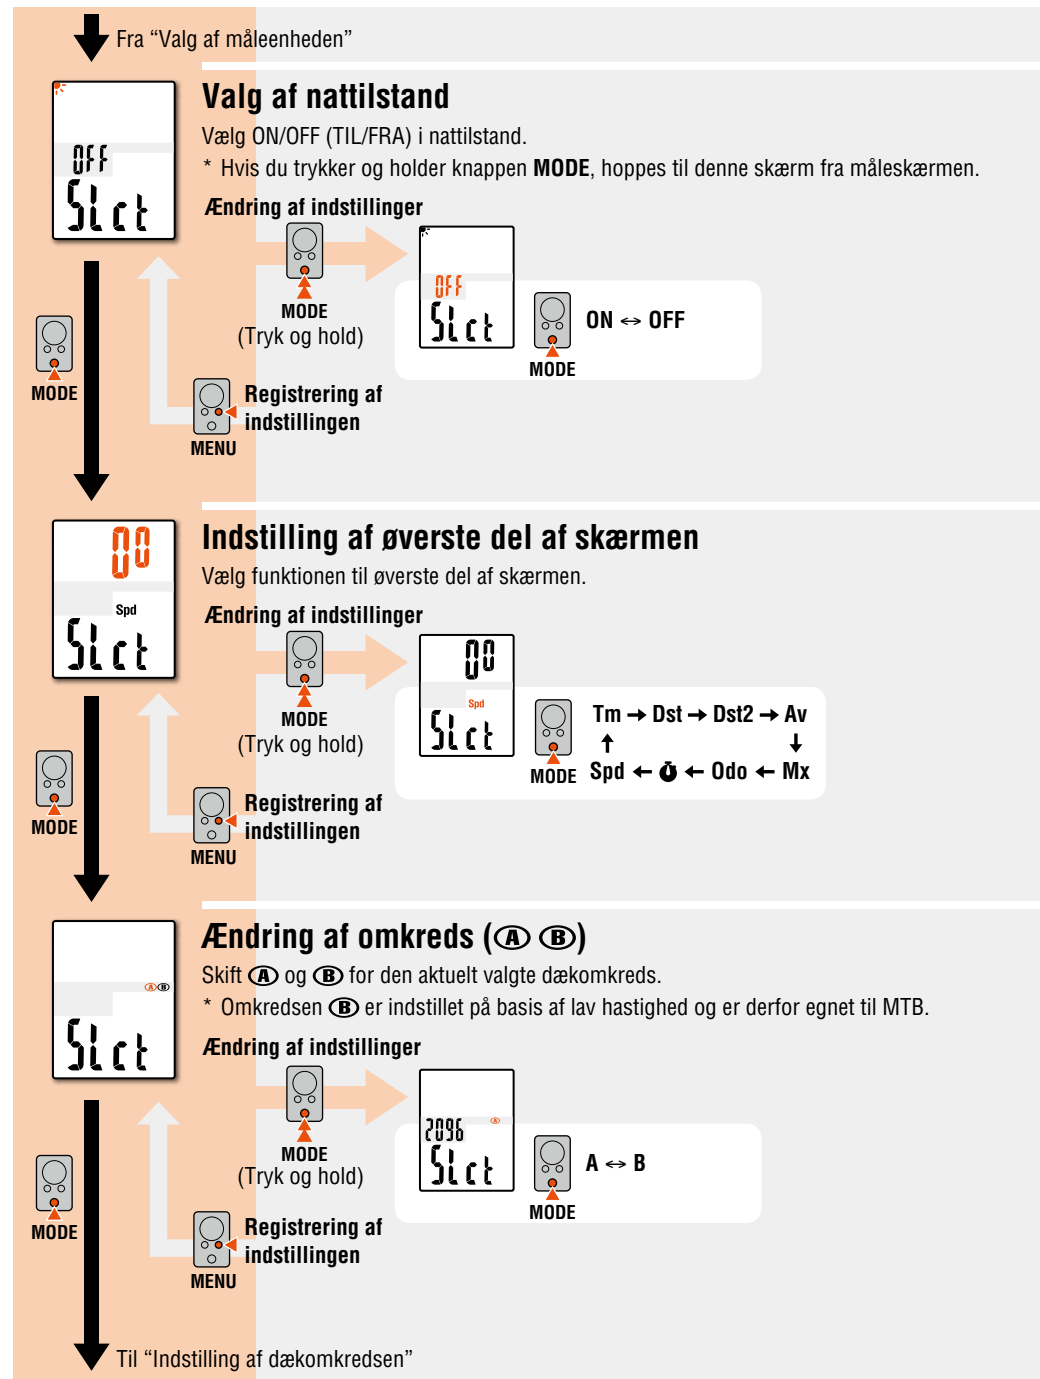 Fra “Valg af måleenheden”
Valg af nattilstand
Vælg ON/OFF (TIL/FRA) i nattilstand.
* Hvis du trykker og holder knappen MODE, hoppes til denne skærm fra måleskærmen.
OFF
Slct
Ændring af indstillinger
MODE
(Tryk og hold)
OFF
Slct
MODE
ON ⇔ OFF
MODE
Registrering af
indstillingen
MENU
Indstilling af øverste del af skærmen
Vælg funktionen til øverste del af skærmen.
00
Spd
Slct
Ændring af indstillinger
MODE
(Tryk og hold)
00
Spd
Slct
MODE
Tm → Dst → Dst2 → Av
↑ ↓
Spd ← ⏱ ← Odo ← Mx
MODE
Registrering af
indstillingen
MENU
Ændring af omkreds (Ⓐ Ⓑ)
Skift Ⓐ og Ⓑ for den aktuelt valgte dækomkreds.
* Omkredsen Ⓑ er indstillet på basis af lav hastighed og er derfor egnet til MTB.
ⒶⒷ
Slct
Ændring af indstillinger
MODE
(Tryk og hold)
2096 Ⓐ
Slct
MODE
A ⇔ B
MODE
Registrering af
indstillingen
MENU
Til “Indstilling af dækomkredsen”